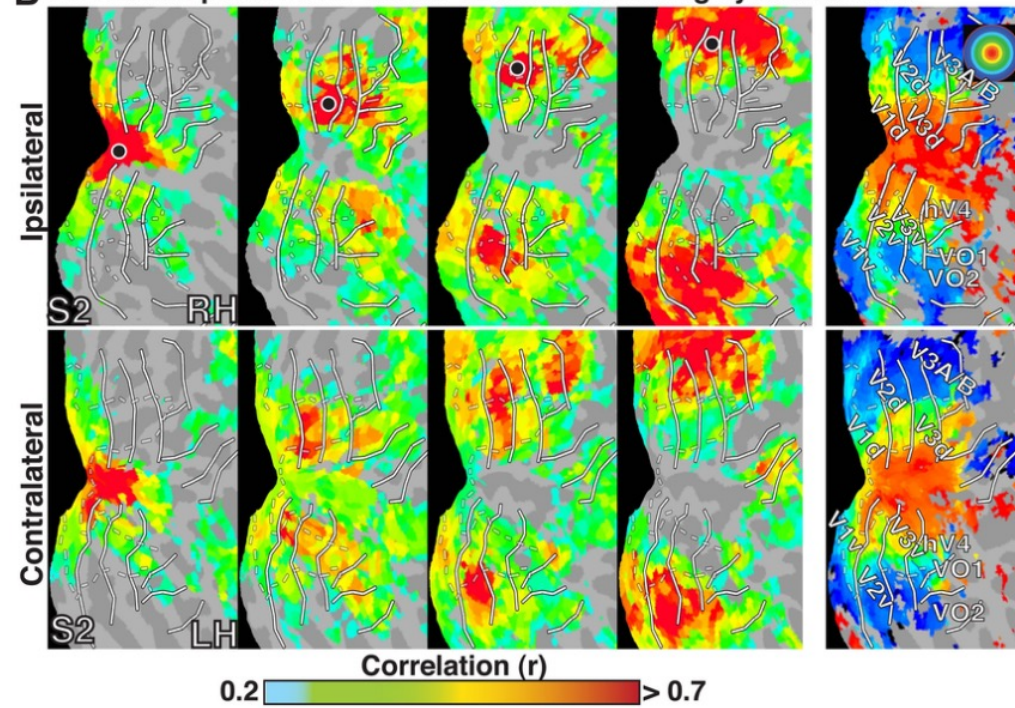 Ipsilateral
S2
RH
V2d
V3A/B
V1d
V3d
hV4
V2v
V3v
V1v
VO1
VO2
Contralateral
S2
LH
V3A/B
V2d
V1d
V3d
V1v
V3v
hV4
VO1
V2v
VO2
Correlation (r)
0.2
> 0.7